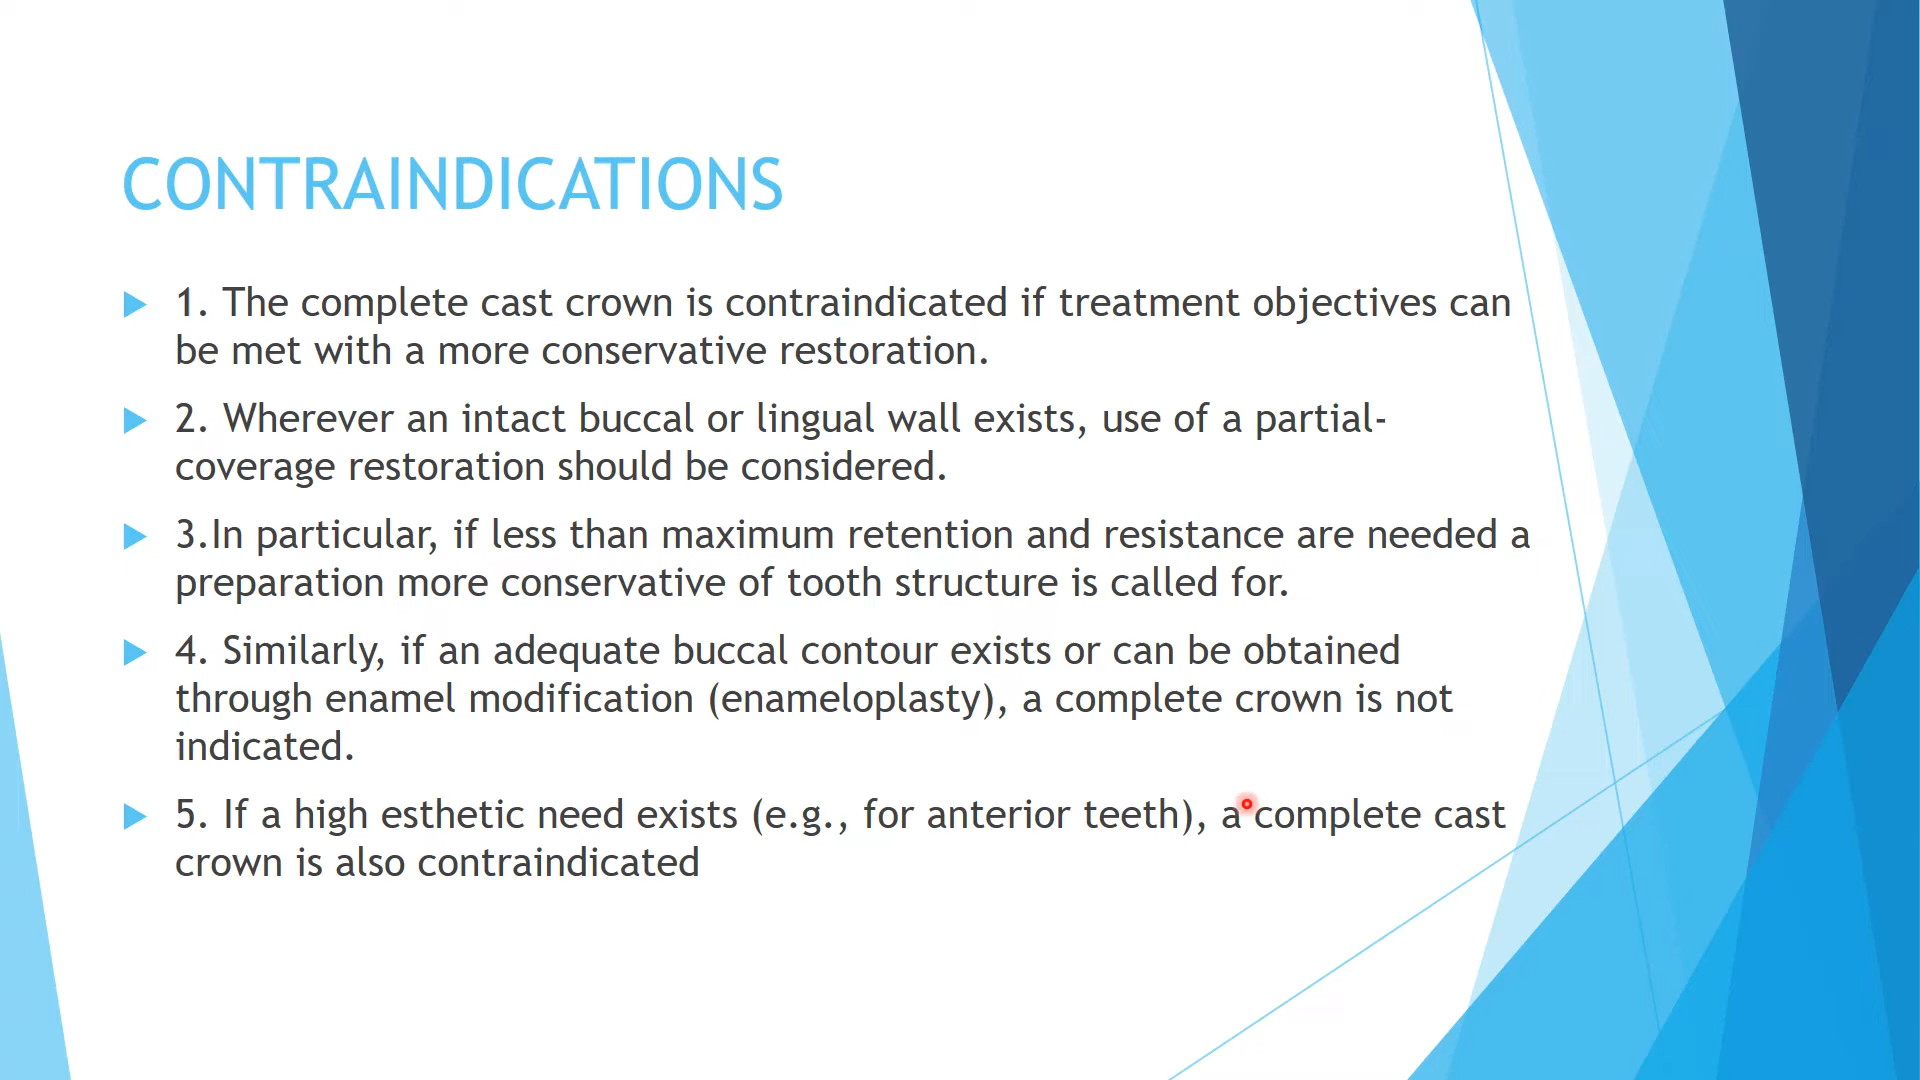 CONTRAINDICATIONS
1. The complete cast crown is contraindicated if treatment objectives can
be met with a more conservative restoration.
2. Wherever an intact buccal or lingual wall exists, use of a partial-
coverage restoration should be considered.
3.In particular, if less than maximum retention and resistance are needed a
preparation more conservative of tooth structure is called for.
4. Similarly, if an adequate buccal contour exists or can be obtained
through enamel modification (enameloplasty), a complete crown is not
indicated.
5. If a high esthetic need exists (e.g., for anterior teeth), a complete cast
crown is also contraindicated